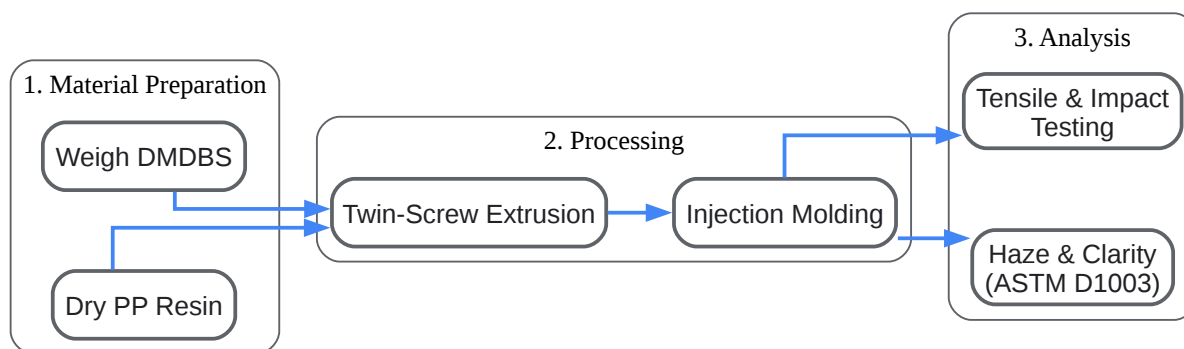 1. Material Preparation
Weigh DMDBS
Dry PP Resin
2. Processing
Twin-Screw Extrusion
Injection Molding
3. Analysis
Tensile & Impact
Testing
Haze & Clarity
(ASTM D1003)